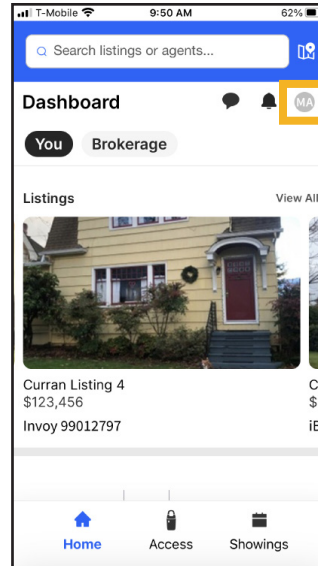 T-Mobile 9:50 AM 62%
Search listings or agents...
Dashboard MA
You Brokerage
Listings View All
Curran Listing 4 C
$123,456 $
Invoy 99012797 iB
Home Access Showings